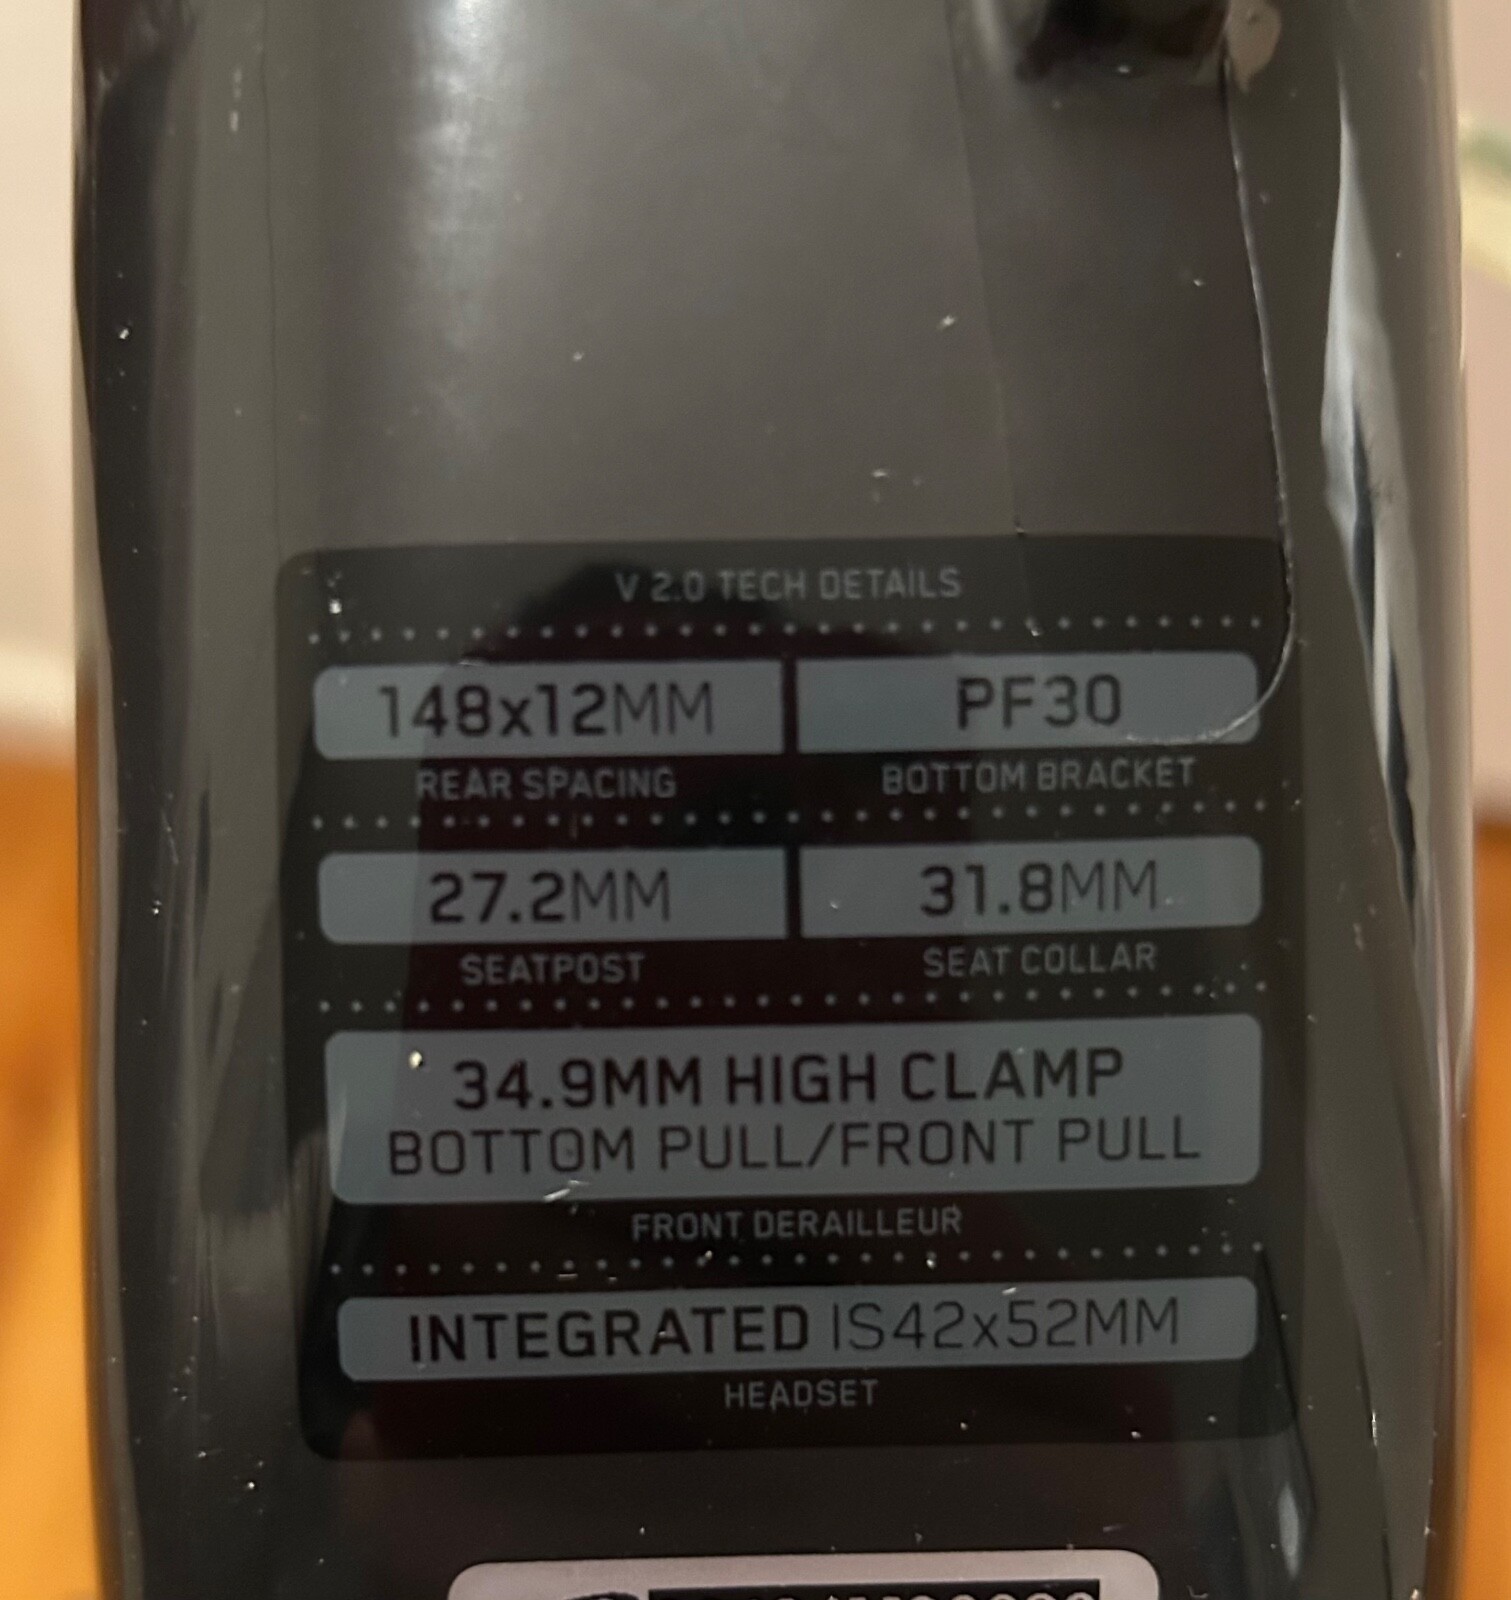 V 2.0 TECH DETAILS
148x12MM PF30
REAR SPACING BOTTOM BRACKET
27.2MM 31.8MM
SEATPOST SEAT COLLAR
34.9MM HIGH CLAMP
BOTTOM PULL/FRONT PULL
FRONT DERAILLEUR
INTEGRATED IS42x52MM
HEADSET